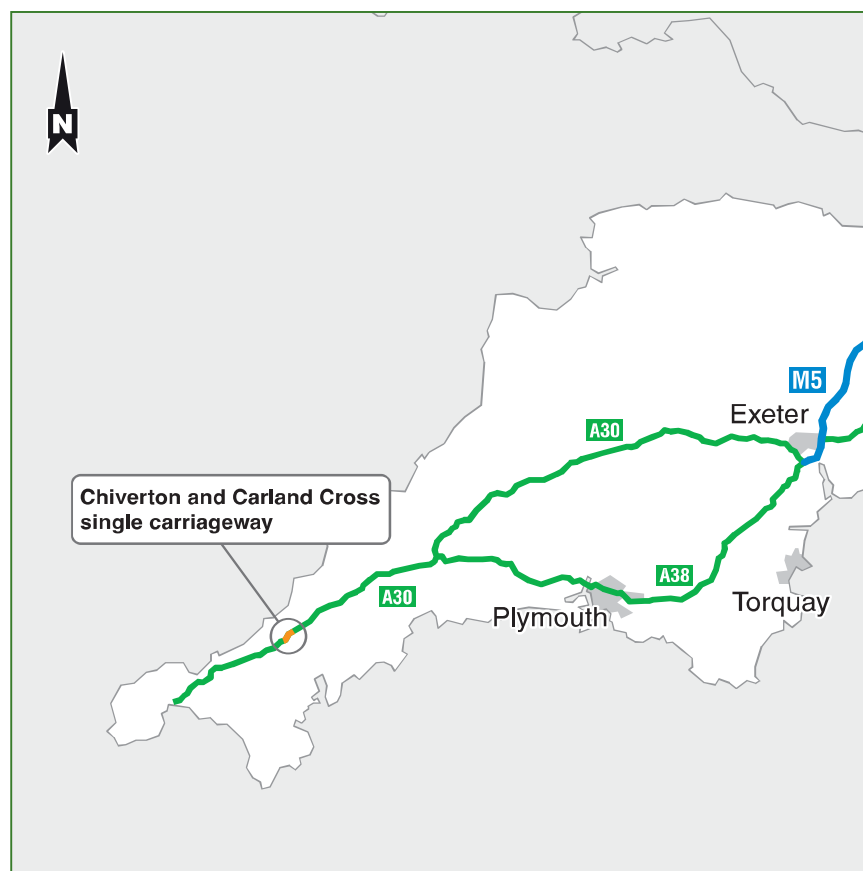 N
M5
Exeter
A30
Chiverton and Carland Cross
single carriageway
A30
A38
Plymouth
Torquay